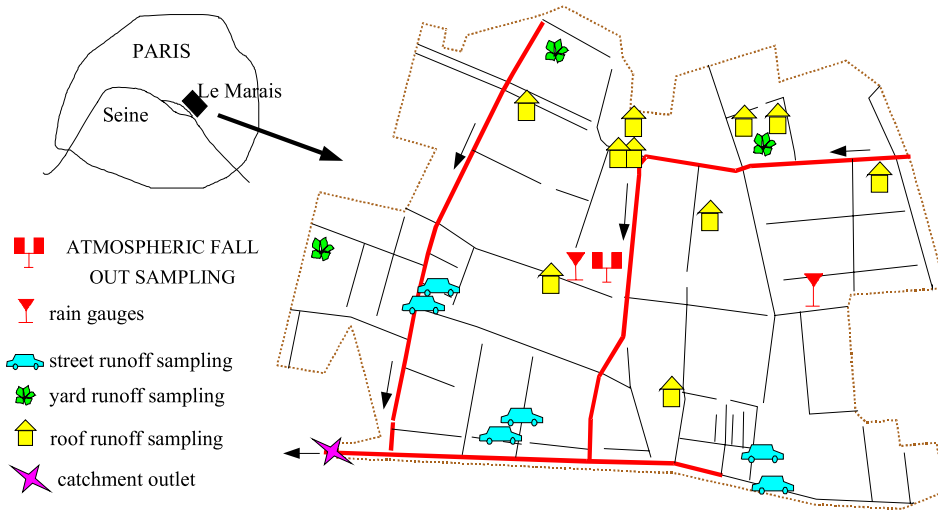 PARIS
Le Marais
Seine
ATMOSPHERIC FALL
OUT SAMPLING
rain gauges
street runoff sampling
yard runoff sampling
roof runoff sampling
catchment outlet